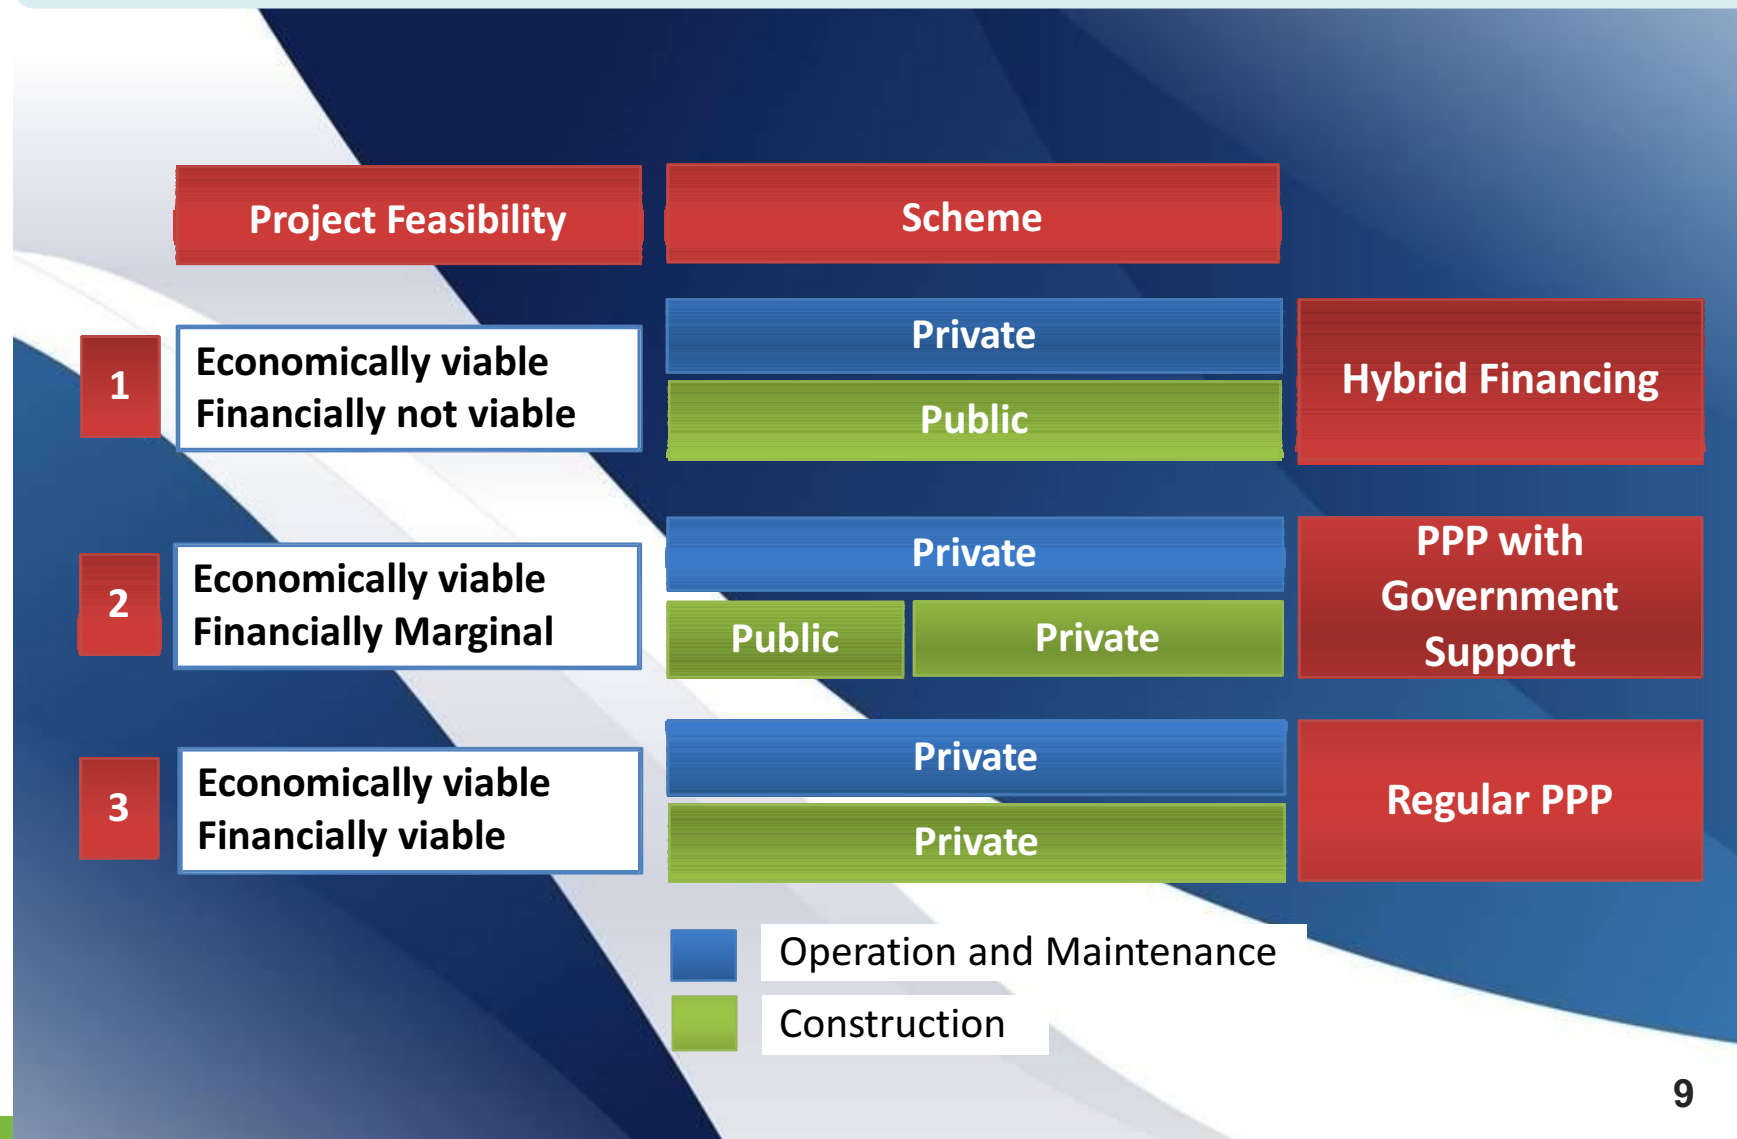 Project Feasibility
Scheme
1
Economically viable
Financially not viable
Private
Public
Hybrid Financing
2
Economically viable
Financially Marginal
Private
Public
Private
PPP with
Government
Support
3
Economically viable
Financially viable
Private
Private
Regular PPP
Operation and Maintenance
Construction
9